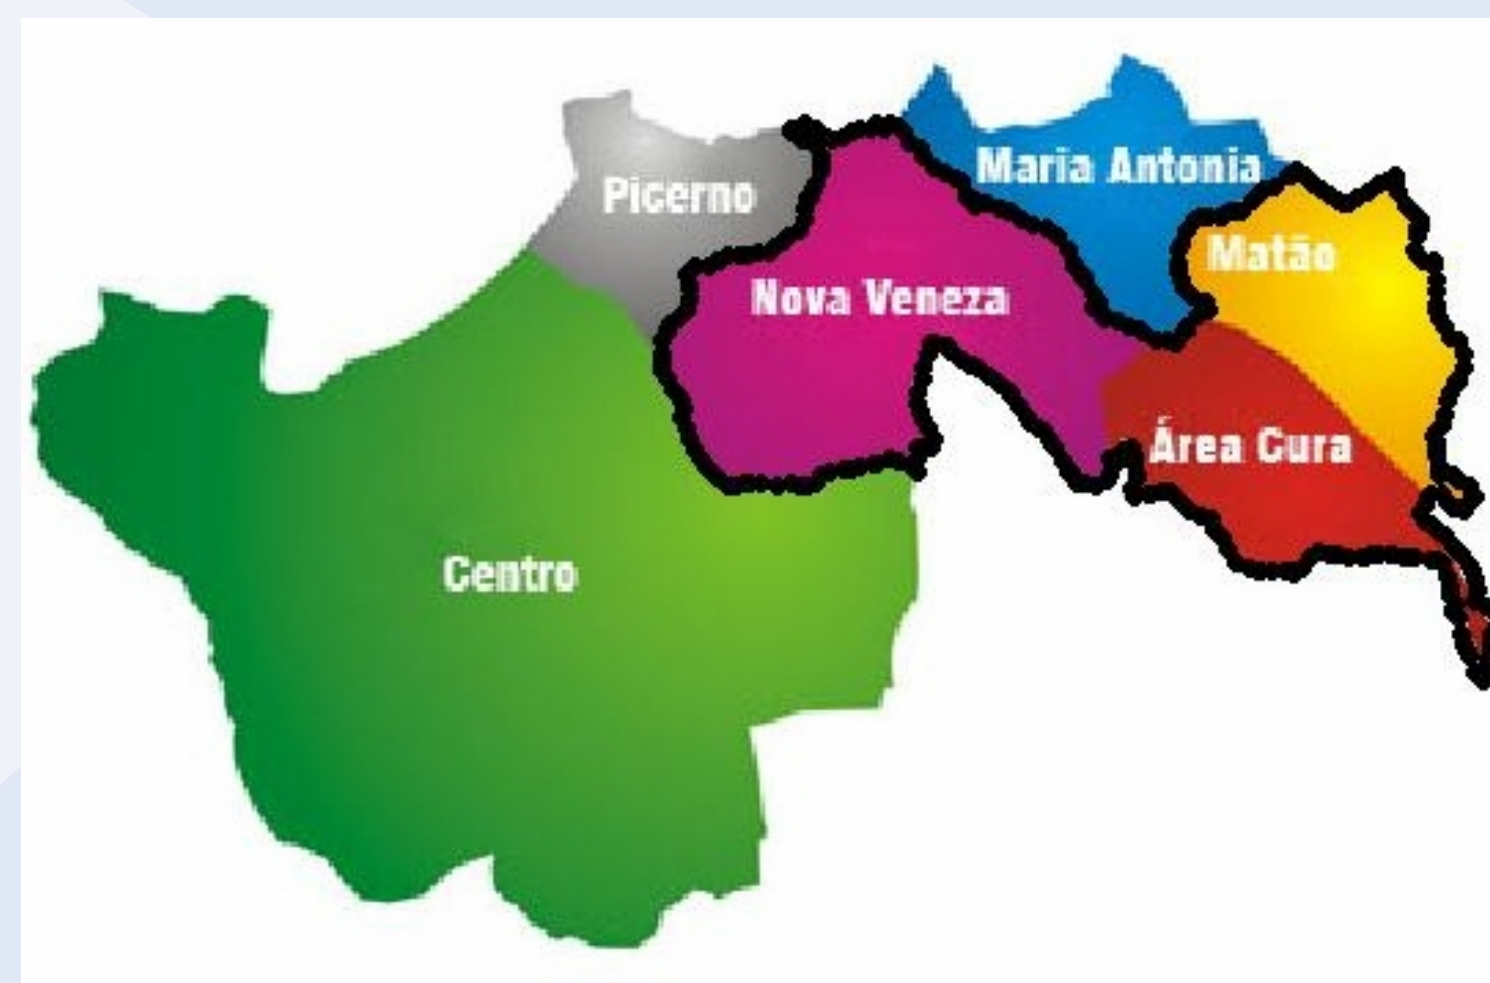 Maria Antonia
Picerno
Matão
Nova Veneza
Área Cura
Centro